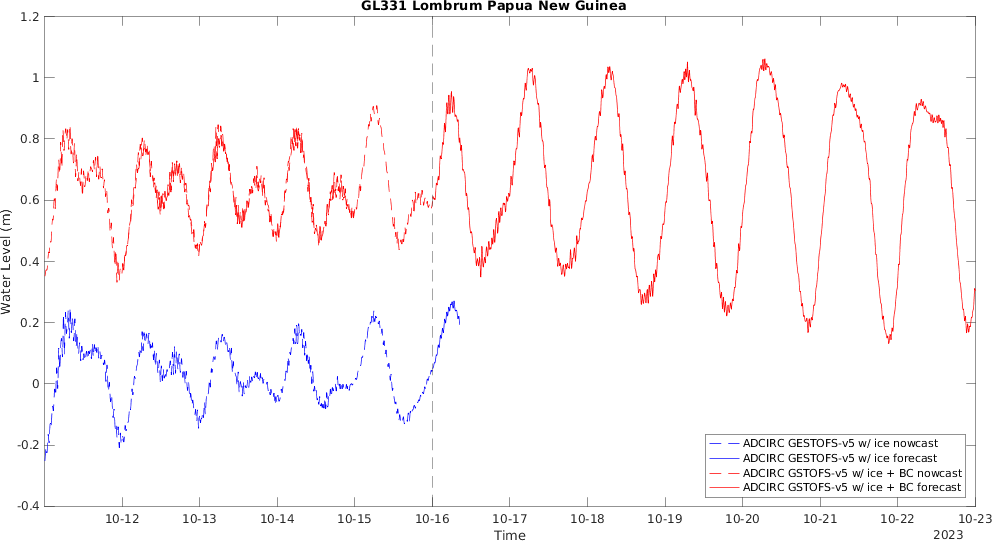 GL331 Lombrum Papua New Guinea
1.2
1
0.8
0.6
0.4
0.2
0
-0.2
-0.4
Water Level (m)
10-12 10-13 10-14 10-15 10-16 10-17 10-18 10-19 10-20 10-21 10-22 10-23
Time
2023
ADCIRC GESTOFS-v5 w/ ice nowcast
ADCIRC GESTOFS-v5 w/ ice forecast
ADCIRC GSTOFS-v5 w/ ice + BC nowcast
ADCIRC GSTOFS-v5 w/ ice + BC forecast